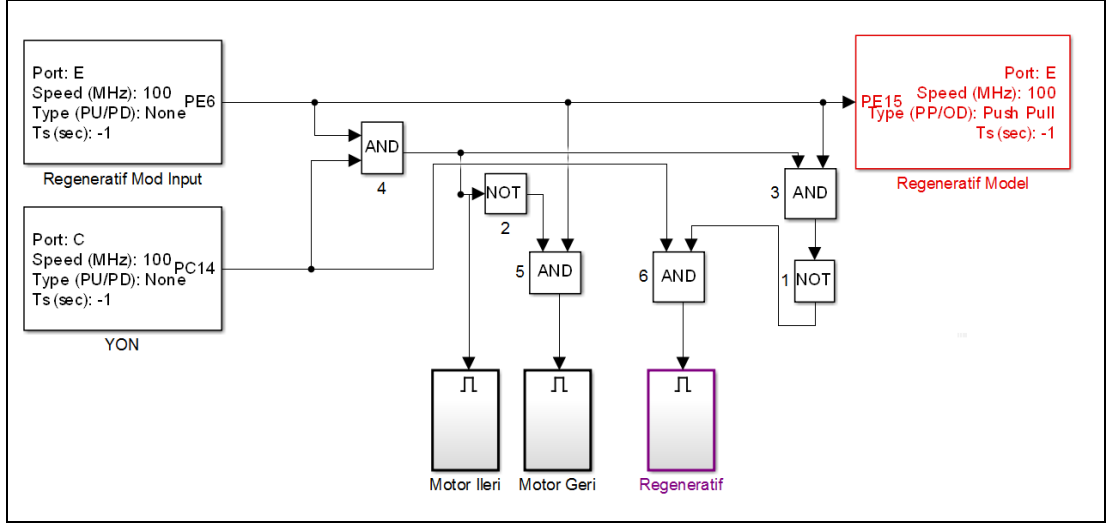 Port: E
Speed (MHz): 100
Type (PU/PD): None
Ts (sec): -1
PE6
Regeneratif Mod Input
Port: C
Speed (MHz): 100
Type (PU/PD): None
Ts (sec): -1
PC14
YON
AND
4
NOT
2
5
AND
6
AND
3
AND
1
NOT
PE15
Port: E
Speed (MHz): 100
Type (PP/OD): Push Pull
Ts (sec): -1
Regeneratif Model
Motor Ileri
Motor Geri
Regeneratif